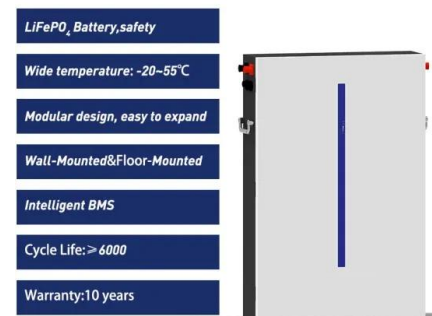 LiFePO4 Battery,safety
Wide temperature: -20~55℃
Modular design, easy to expand
Wall-Mounted&Floor-Mounted
Intelligent BMS
Cycle Life:≥6000
Warranty:10 years